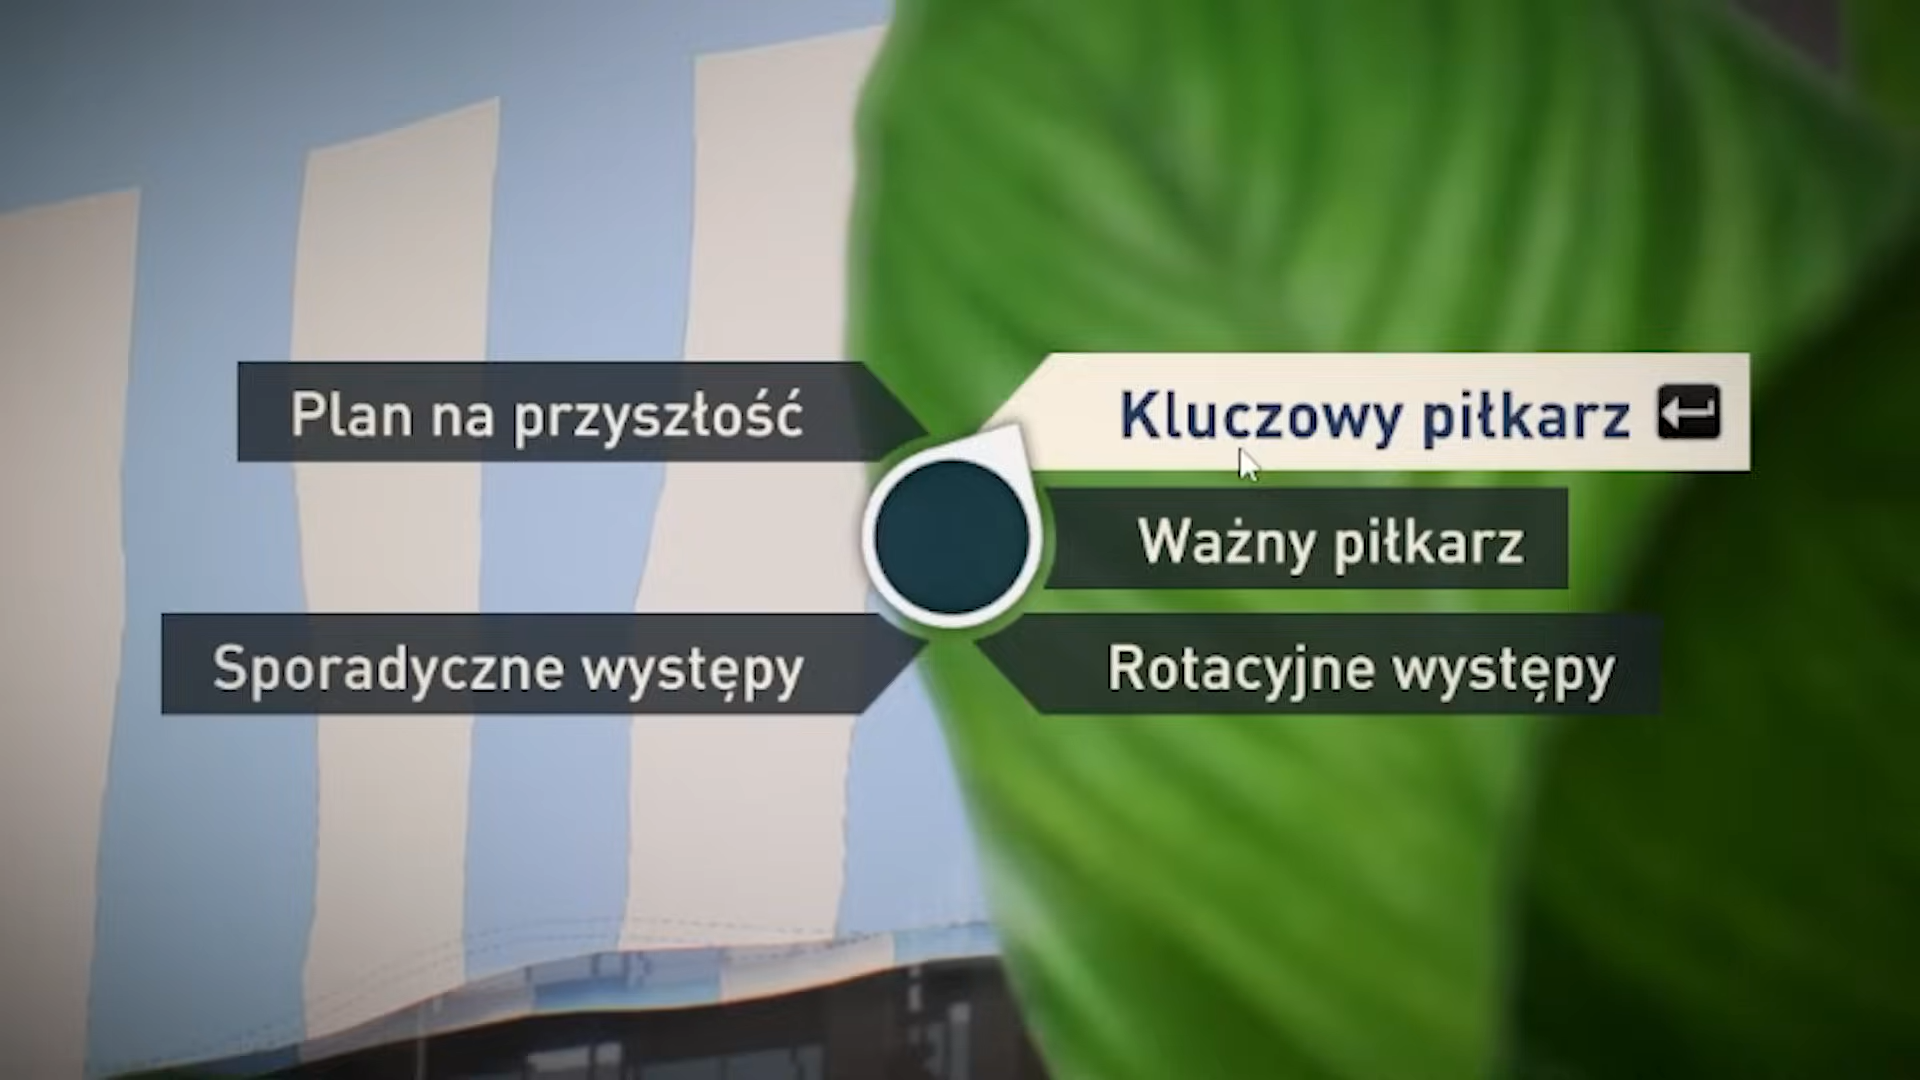 Plan na przyszłość
Kluczowy piłkarz
Ważny piłkarz
Sporadyczne występy
Rotacyjne występy